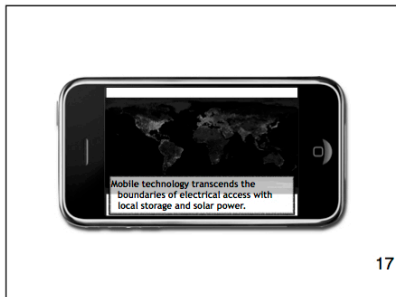 Mobile technology transcends the
boundaries of electrical access with
local storage and solar power.
17